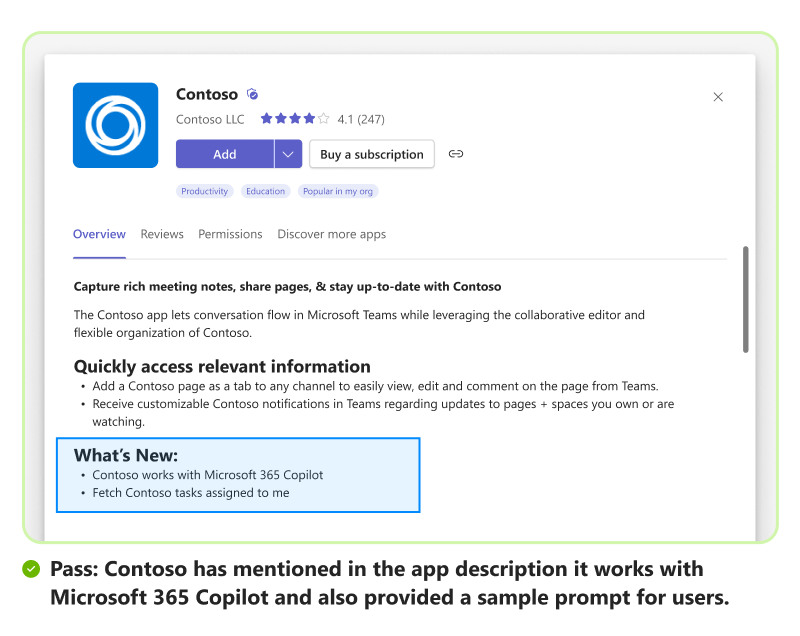 Contoso
Contoso LLC 4.1 (247)
Add Buy a subscription
Productivity Education Popular in my org
Overview Reviews Permissions Discover more apps
Capture rich meeting notes, share pages, & stay up-to-date with Contoso
The Contoso app lets conversation flow in Microsoft Teams while leveraging the collaborative editor and
flexible organization of Contoso.
Quickly access relevant information
• Add a Contoso page as a tab to any channel to easily view, edit and comment on the page from Teams.
• Receive customizable Contoso notifications in Teams regarding updates to pages + spaces you own or are
watching.
What’s New:
• Contoso works with Microsoft 365 Copilot
• Fetch Contoso tasks assigned to me
Pass: Contoso has mentioned in the app description it works with
Microsoft 365 Copilot and also provided a sample prompt for users.